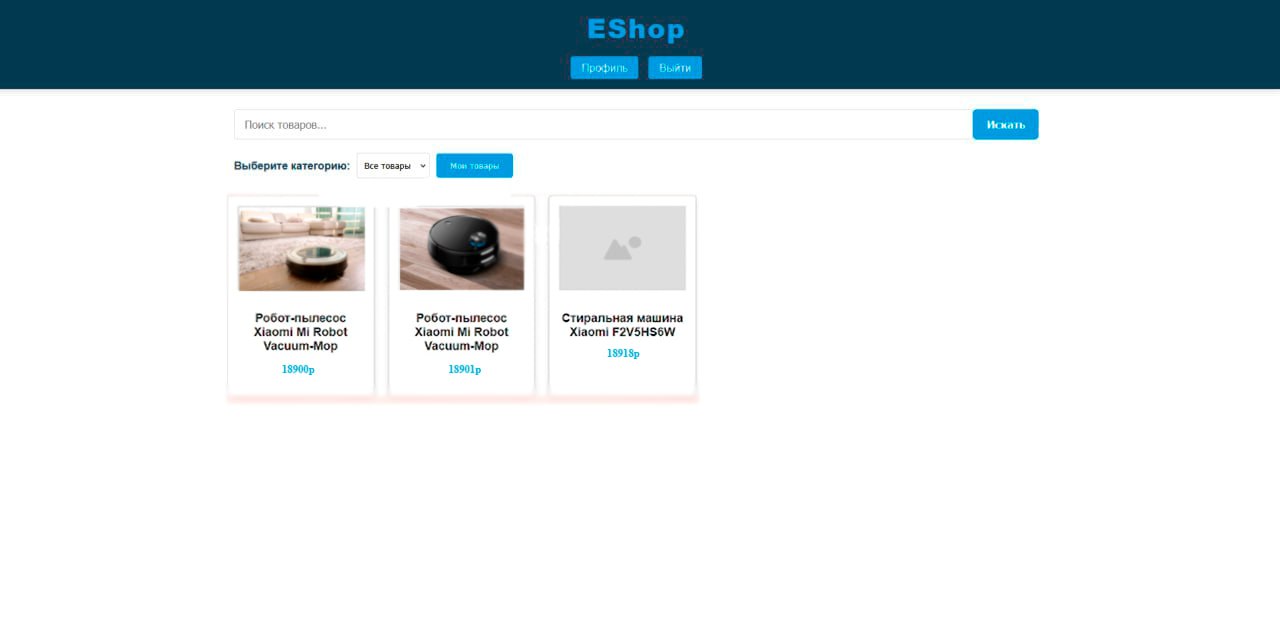 EShop
Профиль
Выйти
Поиск товаров...
Искать
Выберите категорию:
Все товары
Мои товары
Робот-пылесос
Xiaomi Mi Robot
Vacuum-Mop
18900р
Робот-пылесос
Xiaomi Mi Robot
Vacuum-Mop
18901р
Стиральная машина
Xiaomi F2V5HS6W
18918р